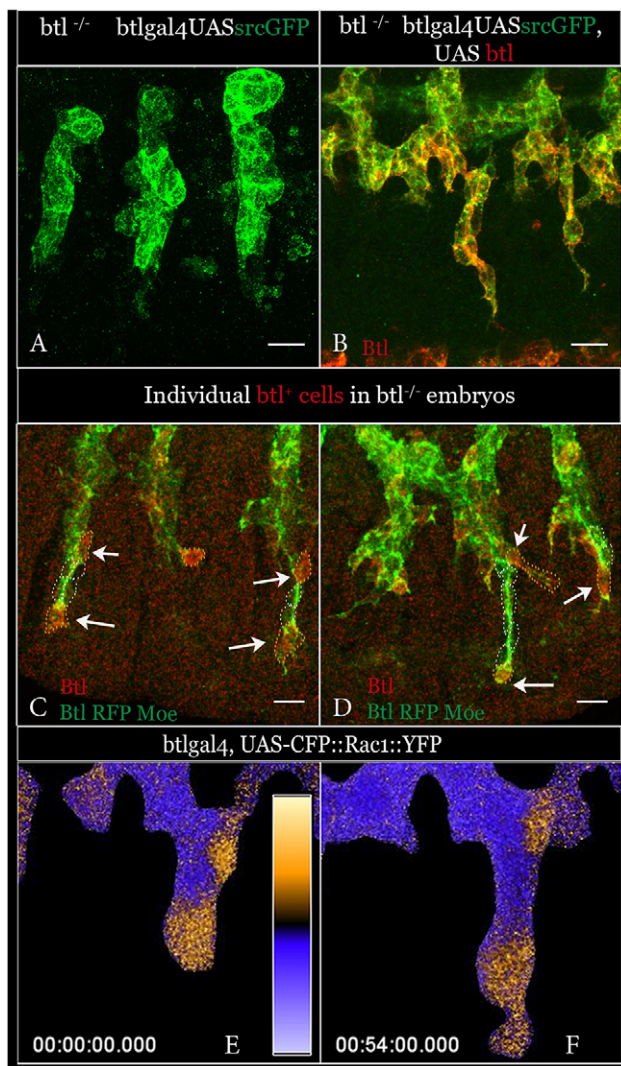 btl -/- btlgal4UASsrcGFP
btl -/- btlgal4UASsrcGFP,
UAS btl
A
B
Btl
Individual btl+ cells in btl-/- embryos
Btl
C Btl RFP Moe
Btl
D Btl RFP Moe
btlgal4, UAS-CFP::Rac1::YFP
00:00:00.000 E
00:54:00.000 F